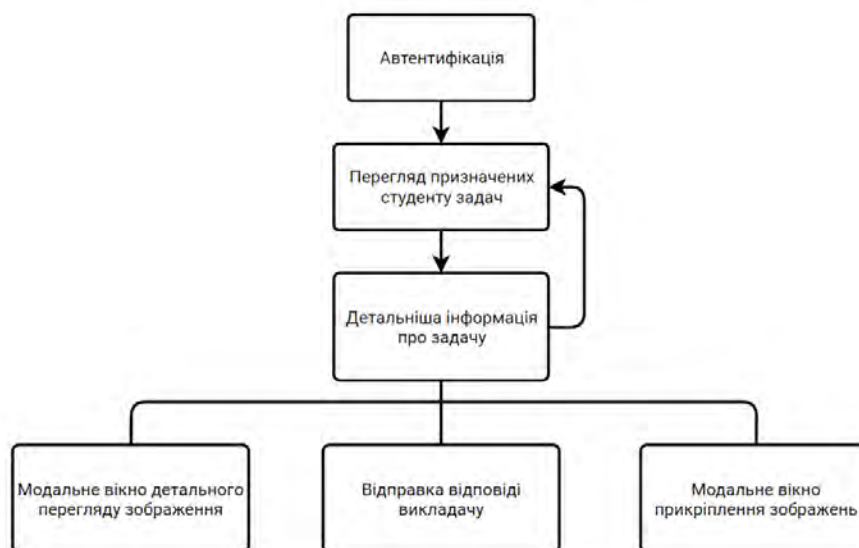 Автентифікація
Перегляд призначених
студенту задач
Детальніша інформація
про задачу
Модальне вікно детального
перегляду зображення
Відправка відповіді
викладачу
Модальне вікно
прикріплення зображень